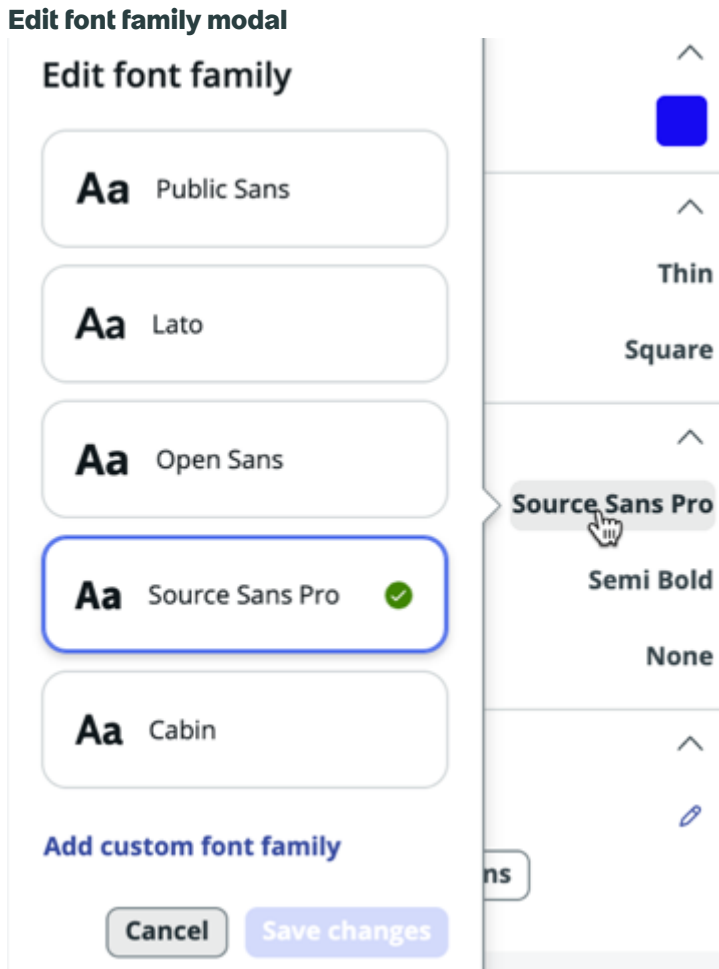 Edit font family modal
Edit font family
Aa Public Sans
Aa Lato
Aa Open Sans
Aa Source Sans Pro
Aa Cabin
Add custom font family
Cancel Save changes
Thin
Square
Source Sans Pro
Semi Bold
None
ns